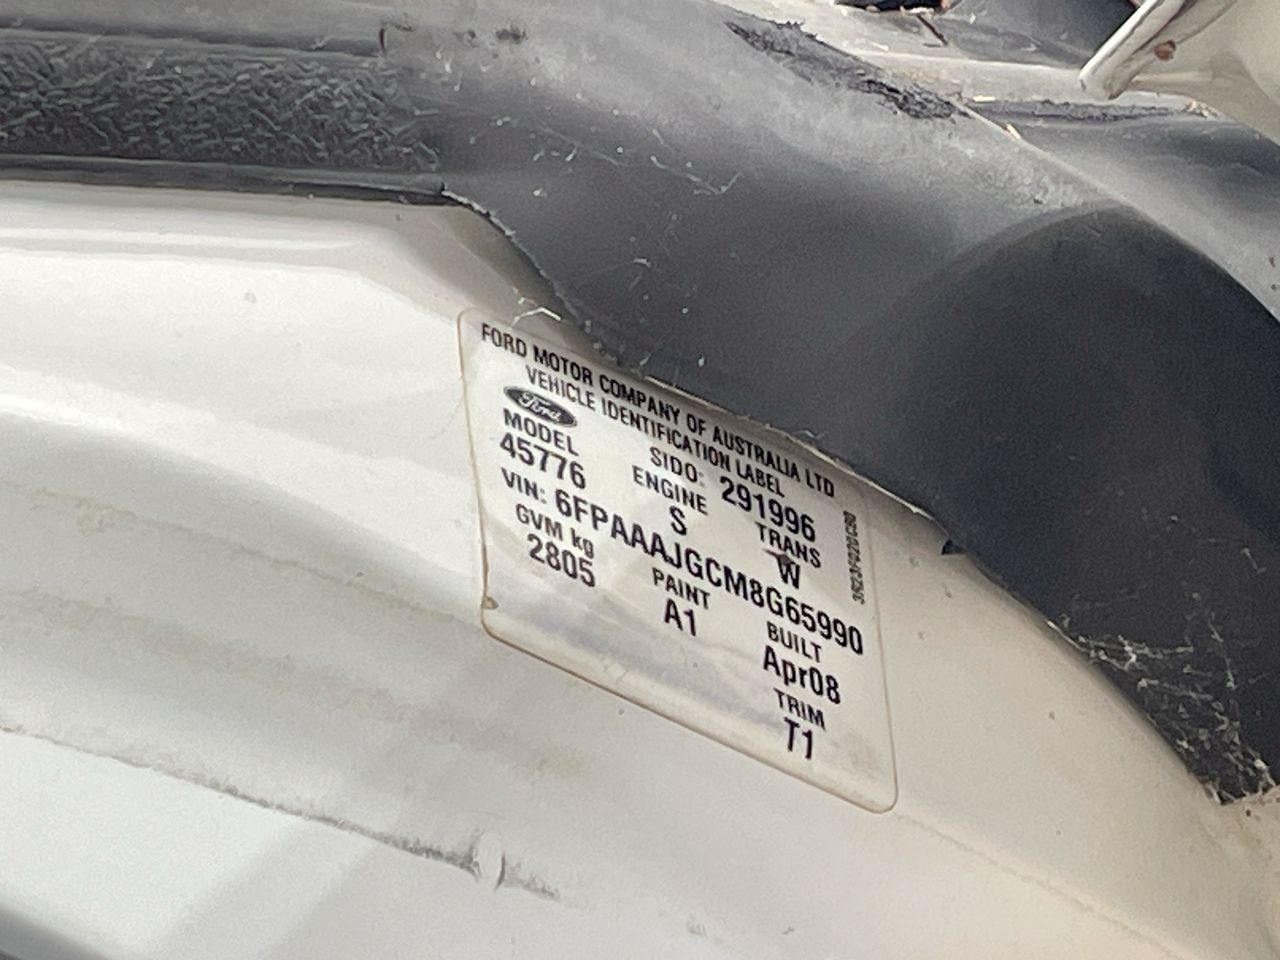 FORD MOTOR COMPANY OF AUSTRALIA LTD
VEHICLE IDENTIFICATION LABEL
Ford
SIDO: 291996
MODEL ENGINE TRANS
45776 S W
VIN: 6FPAAAJGCM8G65990
GVM kg PAINT BUILT
2805 A1 Apr08
TRIM
T1